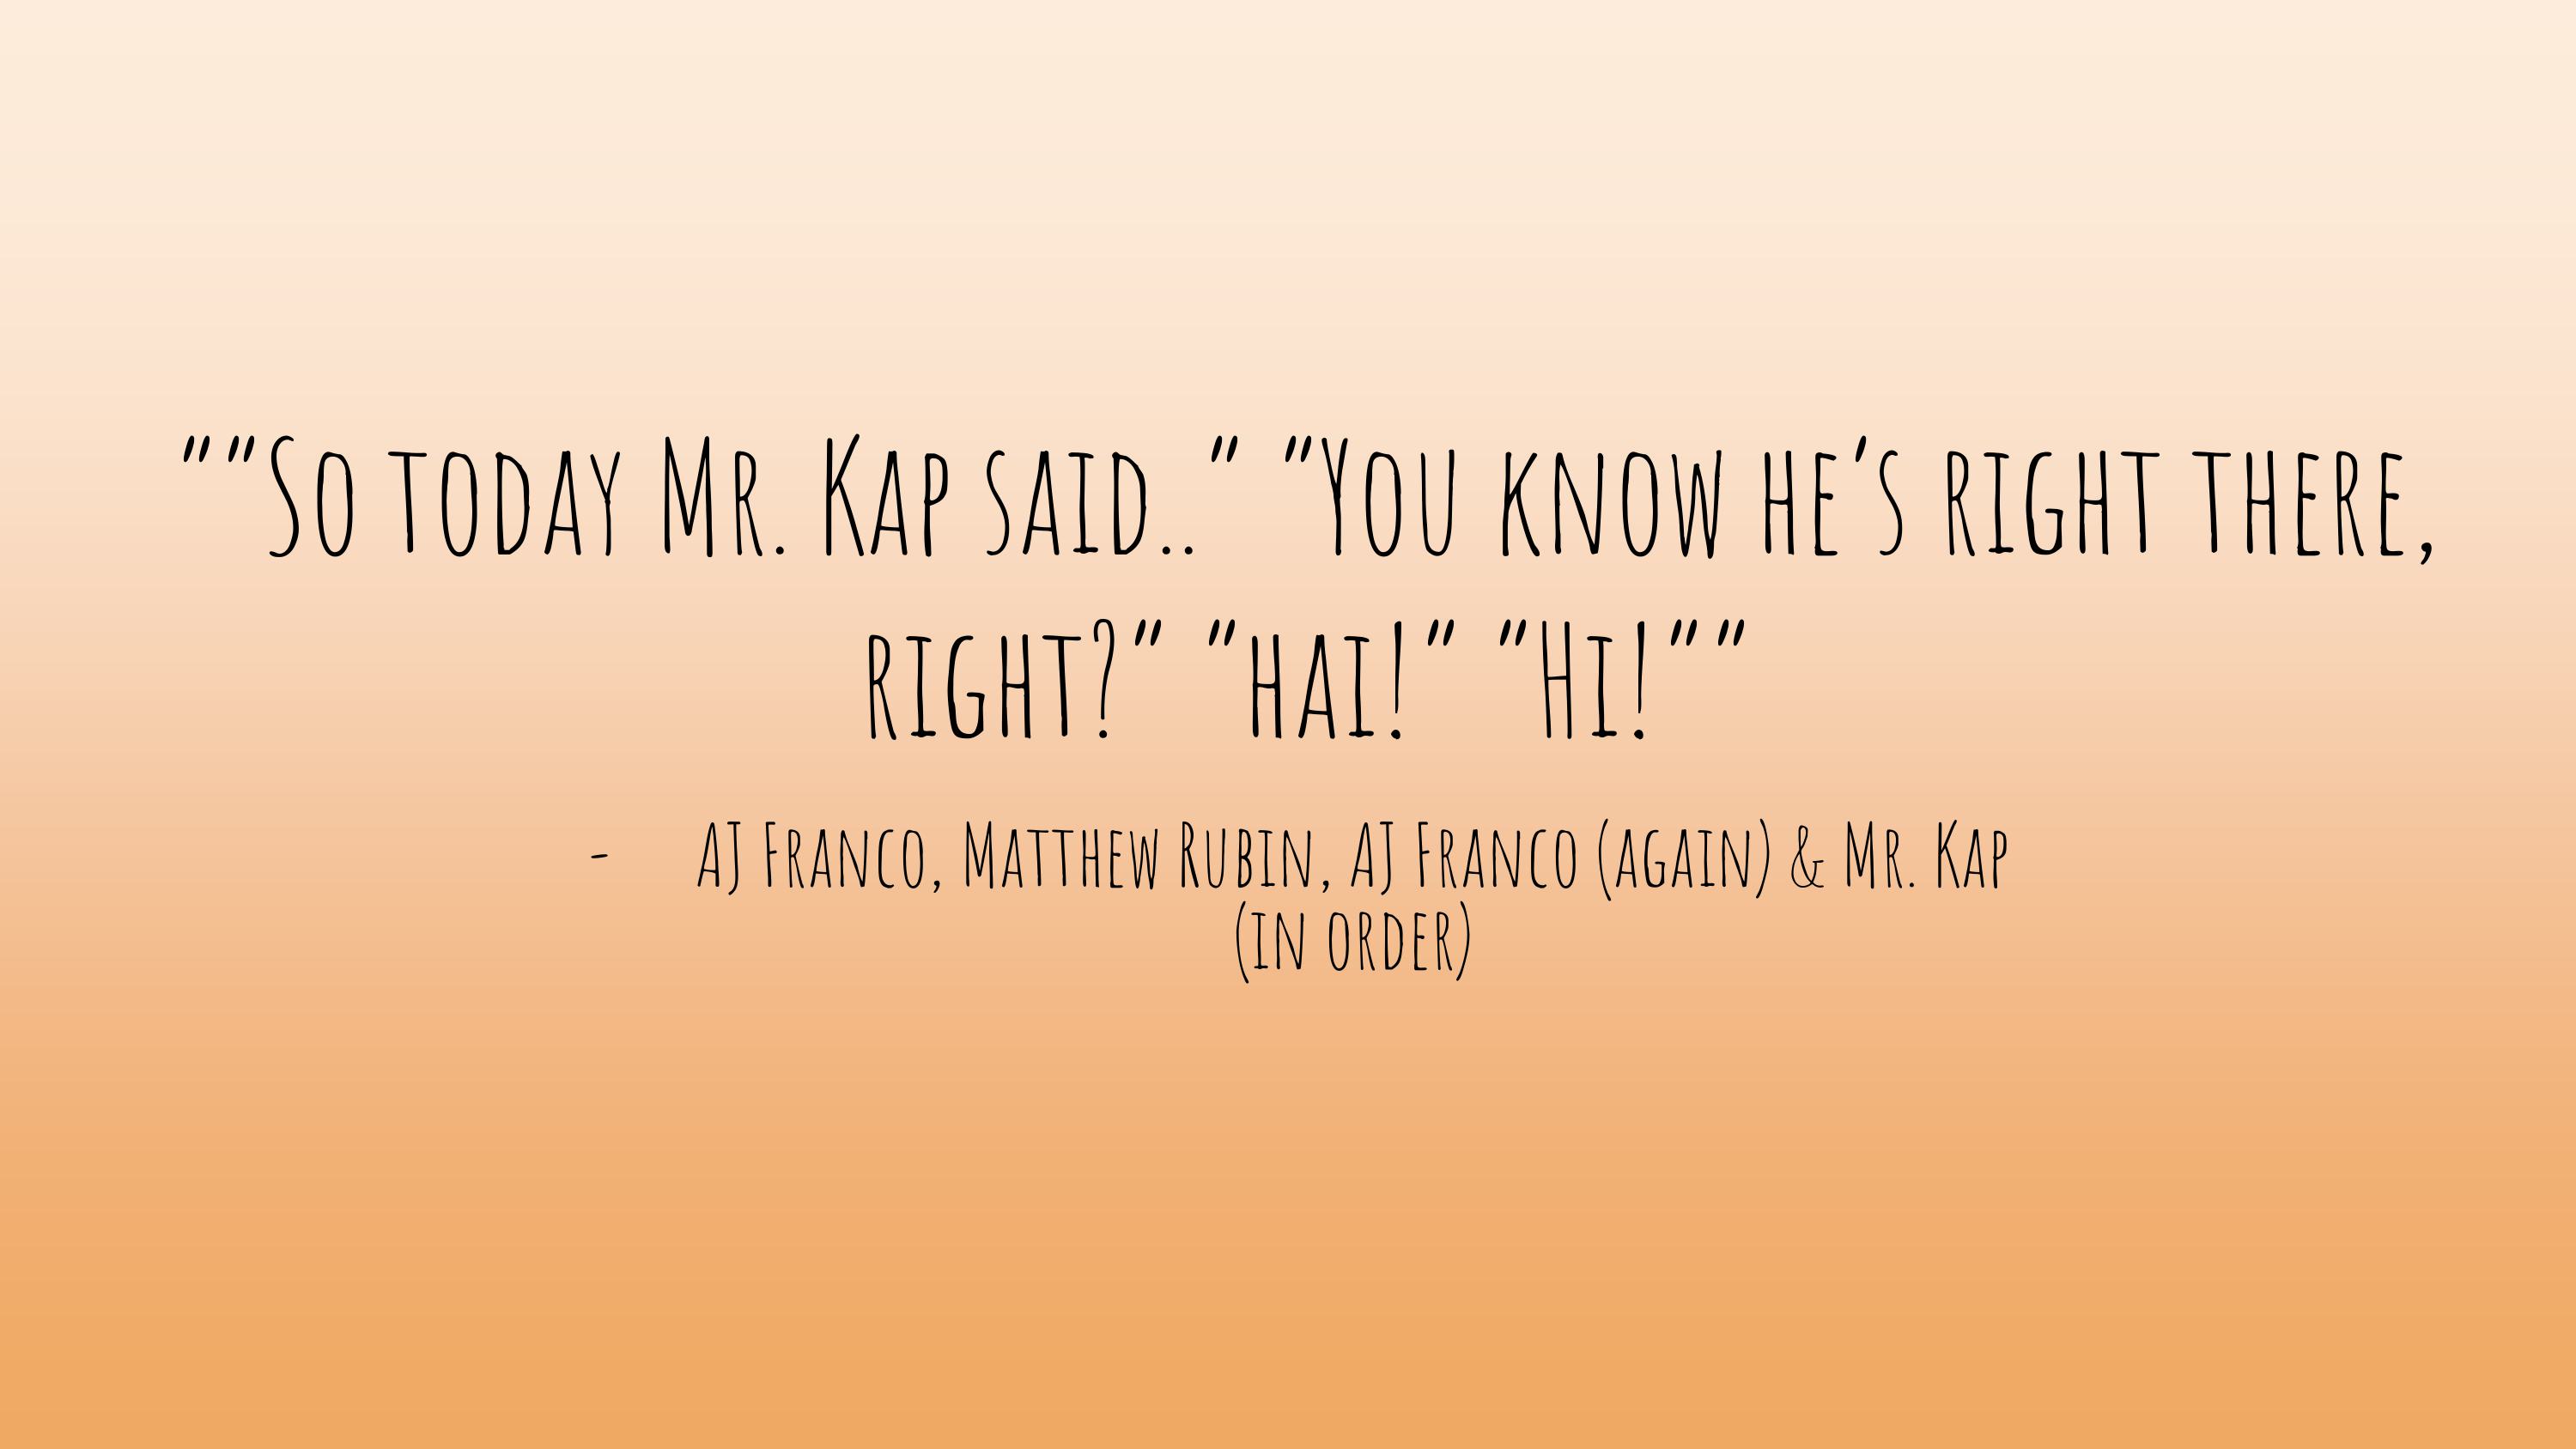 ““So today Mr. Kap said..” “You know he’s right there,
right?” “hai!” “Hi!””
- AJ Franco, Matthew Rubin, AJ Franco (again) & Mr. Kap
(in order)